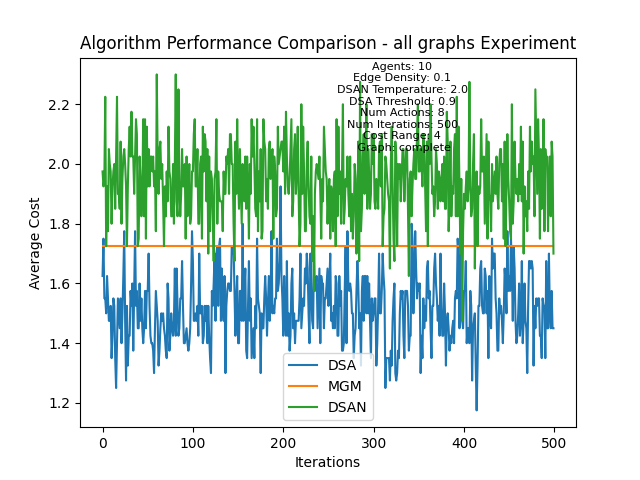 Algorithm Performance Comparison - all graphs Experiment
Agents: 10
Edge Density: 0.1
DSAN Temperature: 2.0
DSA Threshold: 0.9
Num Actions: 8
Num Iterations: 500
Cost Range: 4
Graph: complete
Average Cost
2.2
2.0
1.8
1.6
1.4
1.2
DSA
MGM
DSAN
0
100
200
300
400
500
Iterations